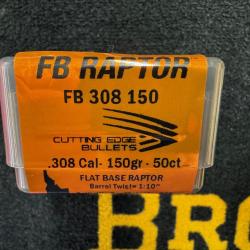 FB RAPTOR
FB 308 150
CUTTING EDGE
BULLETS
.308 Cal- 150gr - 50ct
FLAT BASE RAPTOR
Barrel Twist= 1:10"
BRO